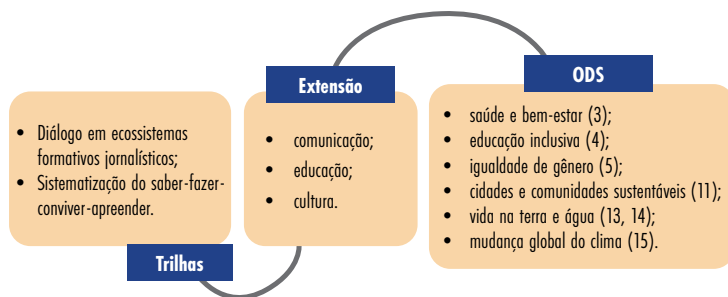 • Diálogo em ecossistemas
formativos jornalísticos;
• Sistematização do saber-fazer-
conviver-apreender.
Trilhas
Extensão
• comunicação;
• educação;
• cultura.
ODS
• saúde e bem-estar (3);
• educação inclusiva (4);
• igualdade de gênero (5);
• cidades e comunidades sustentáveis (11);
• vida na terra e água (13, 14);
• mudança global do clima (15).